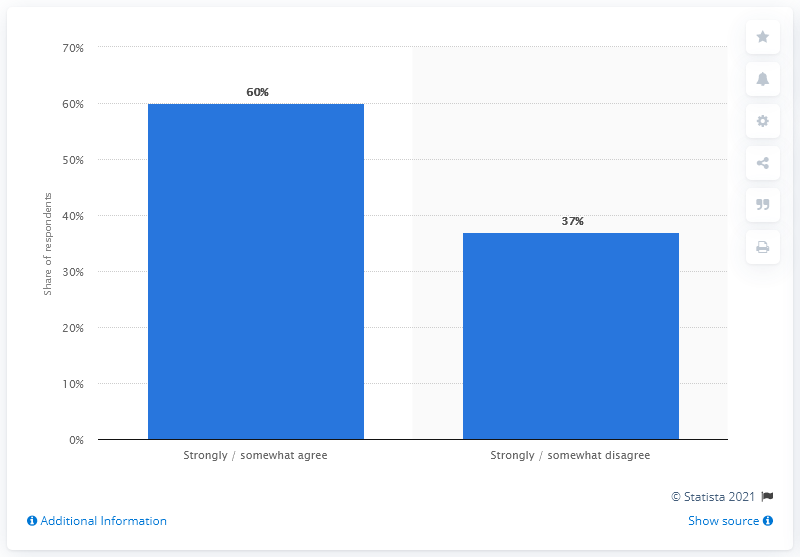 70%
60%
50%
40%
30%
20%
10%
0%
Share of respondents
60%
37%
Strongly / somewhat agree
Strongly / somewhat disagree
© Statista 2021
Additional Information
Show source